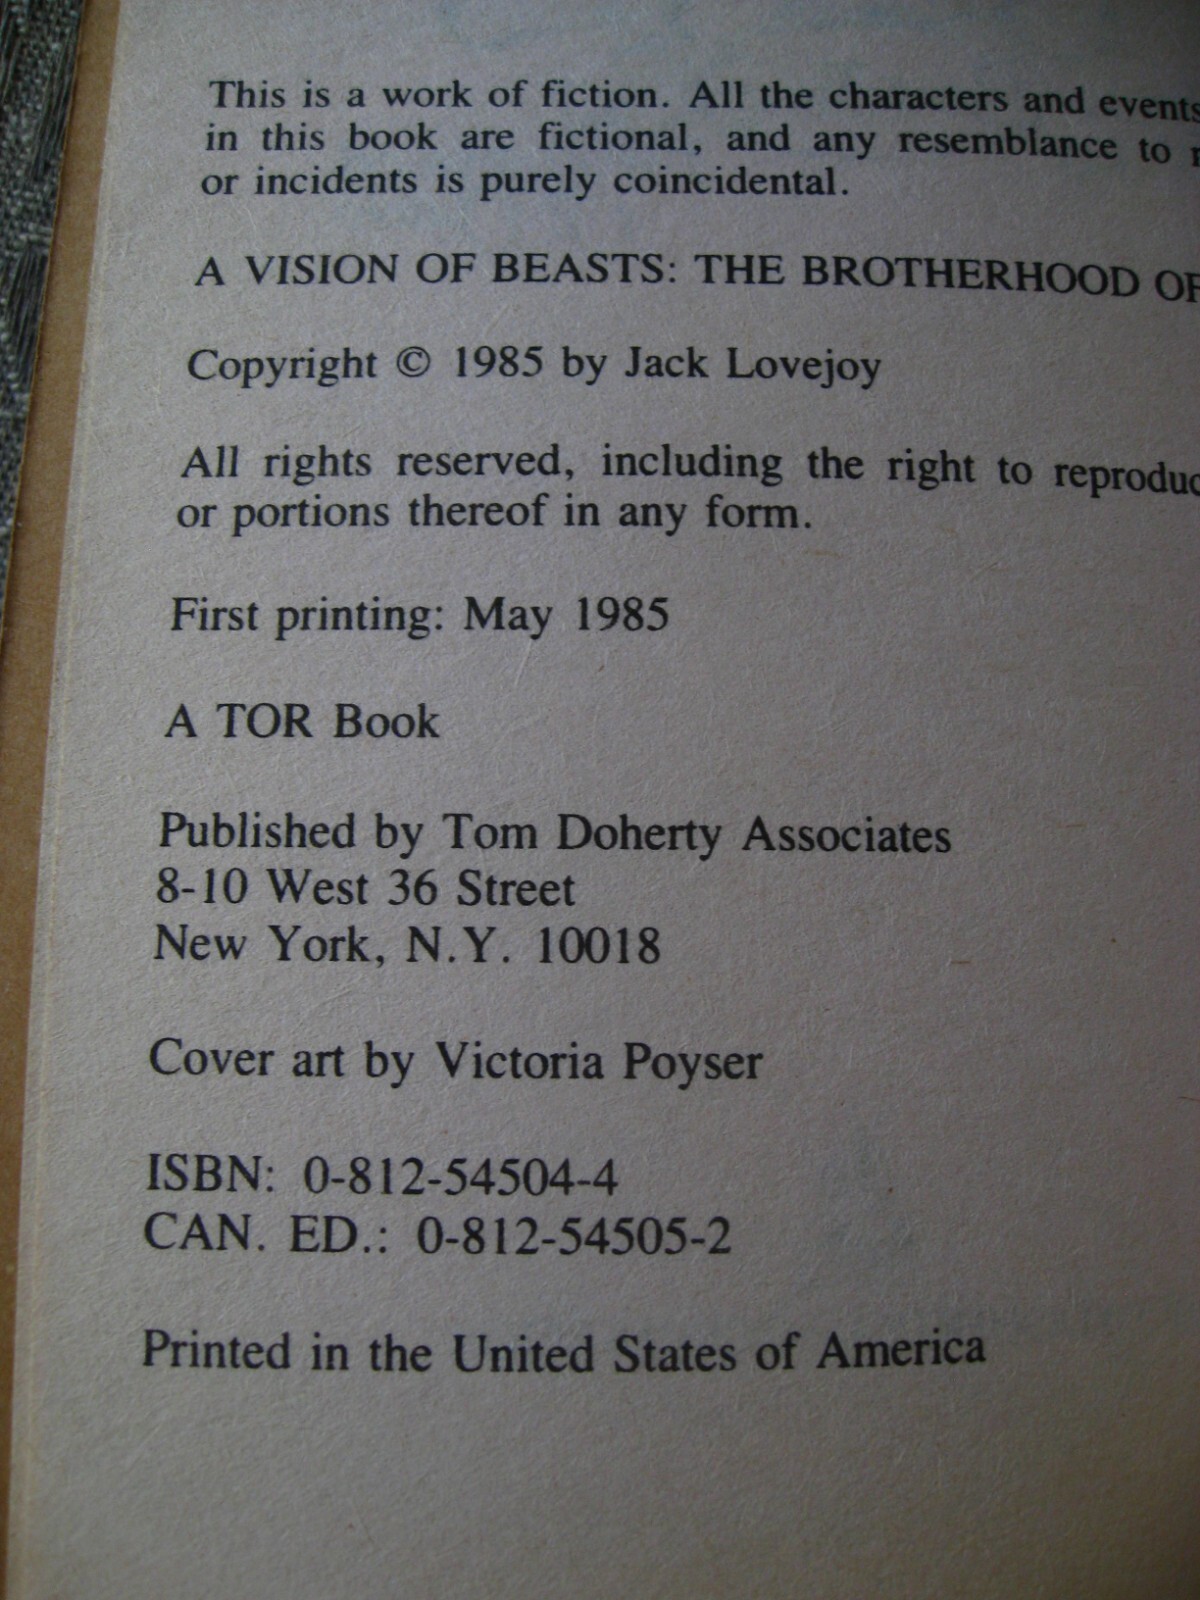 This is a work of fiction. All the characters and events
in this book are fictional, and any resemblance to
or incidents is purely coincidental.
A VISION OF BEASTS: THE BROTHERHOOD OF
Copyright © 1985 by Jack Lovejoy
All rights reserved, including the right to reproduc
or portions thereof in any form.
First printing: May 1985
A TOR Book
Published by Tom Doherty Associates
8-10 West 36 Street
New York, N.Y. 10018
Cover art by Victoria Poyser
ISBN: 0-812-54504-4
CAN. ED.: 0-812-54505-2
Printed in the United States of America